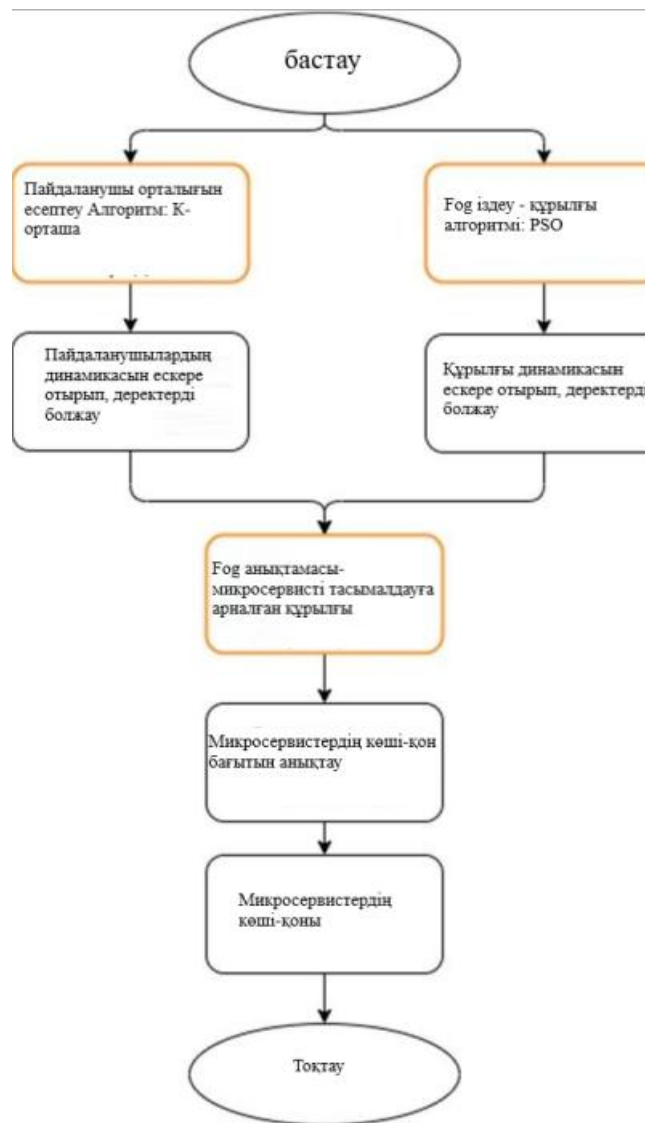 бастау
Пайдаланушы орталығын
есептеу Алгоритм: К-
орташа
Fog іздеу - құрылғы
алгоритмі: PSO
Пайдаланушылардың
динамикасын ескере
отырып, деректерді
болжау
Құрылғы динамикасын
ескере отырып, деректерді
болжау
Fog анықтамасы-
микросервисті тасымалдауға
арналған құрылғы
Микросервистердің көші-қон
бағытын анықтау
Микросервистердің
көші-қоны
Тоқтау